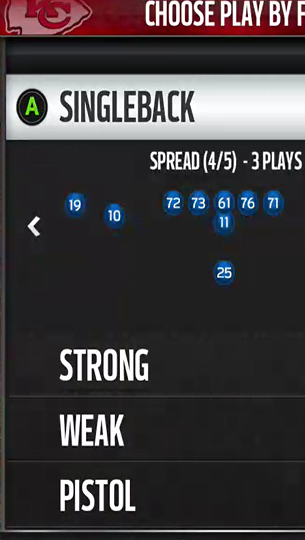 KC
CHOOSE PLAY BY F
A SINGLEBACK
SPREAD (4/5) - 3 PLAYS
19 10 72 73 61 76 71
11
25
STRONG
WEAK
PISTOL